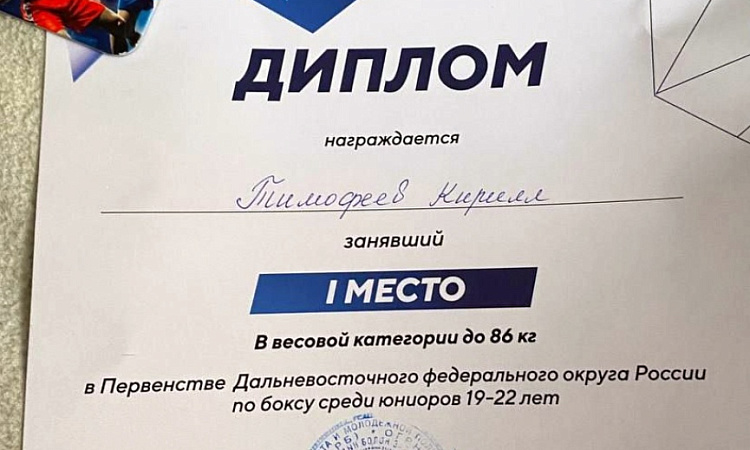 ДИПЛОМ
награждается
Тимофеев Кирилл
занявший
I МЕСТО
В весовой категории до 86 кг
в Первенстве Дальневосточного федерального округа России
по боксу среди юниоров 19-22 лет